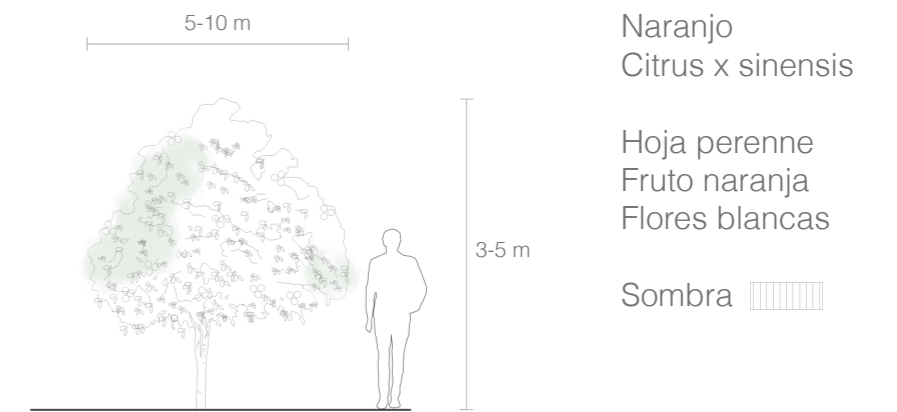 5-10 m
Naranjo
Citrus x sinensis
Hoja perenne
Fruto naranja
Flores blancas
3-5 m
Sombra